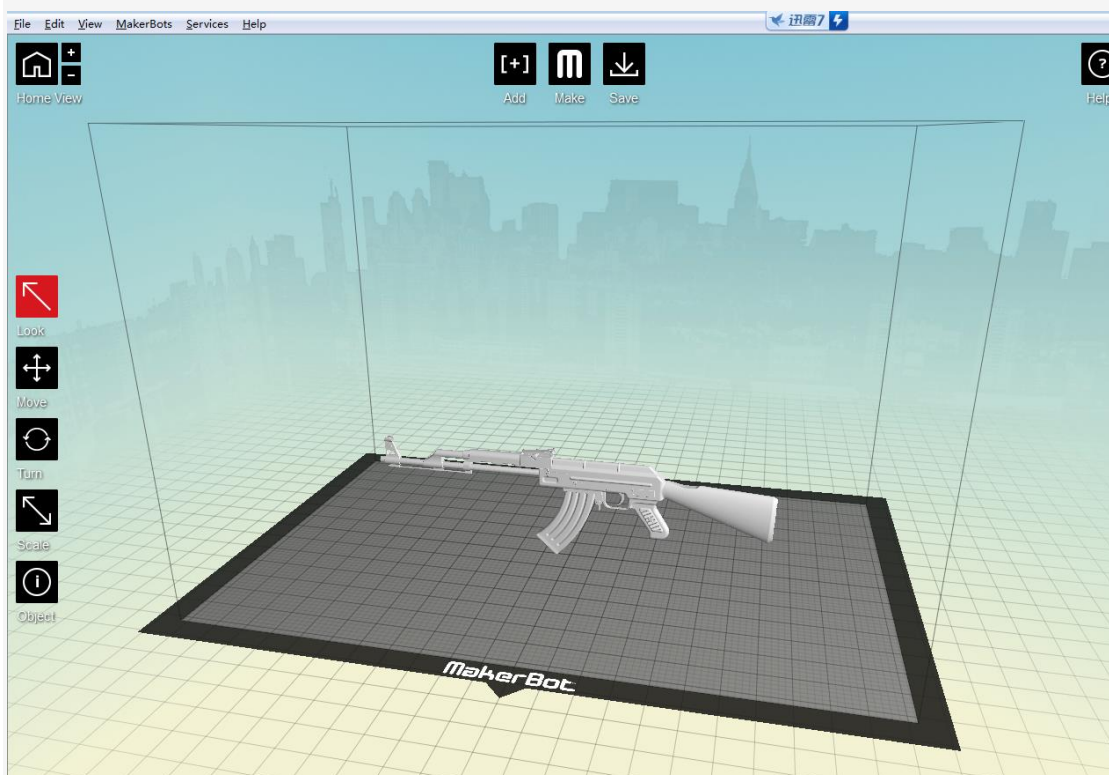 File Edit View MakerBots Services Help
迅雷7
Home View
Add Make Save
Help
Look
Move
Turn
Scale
Object
MakerBot